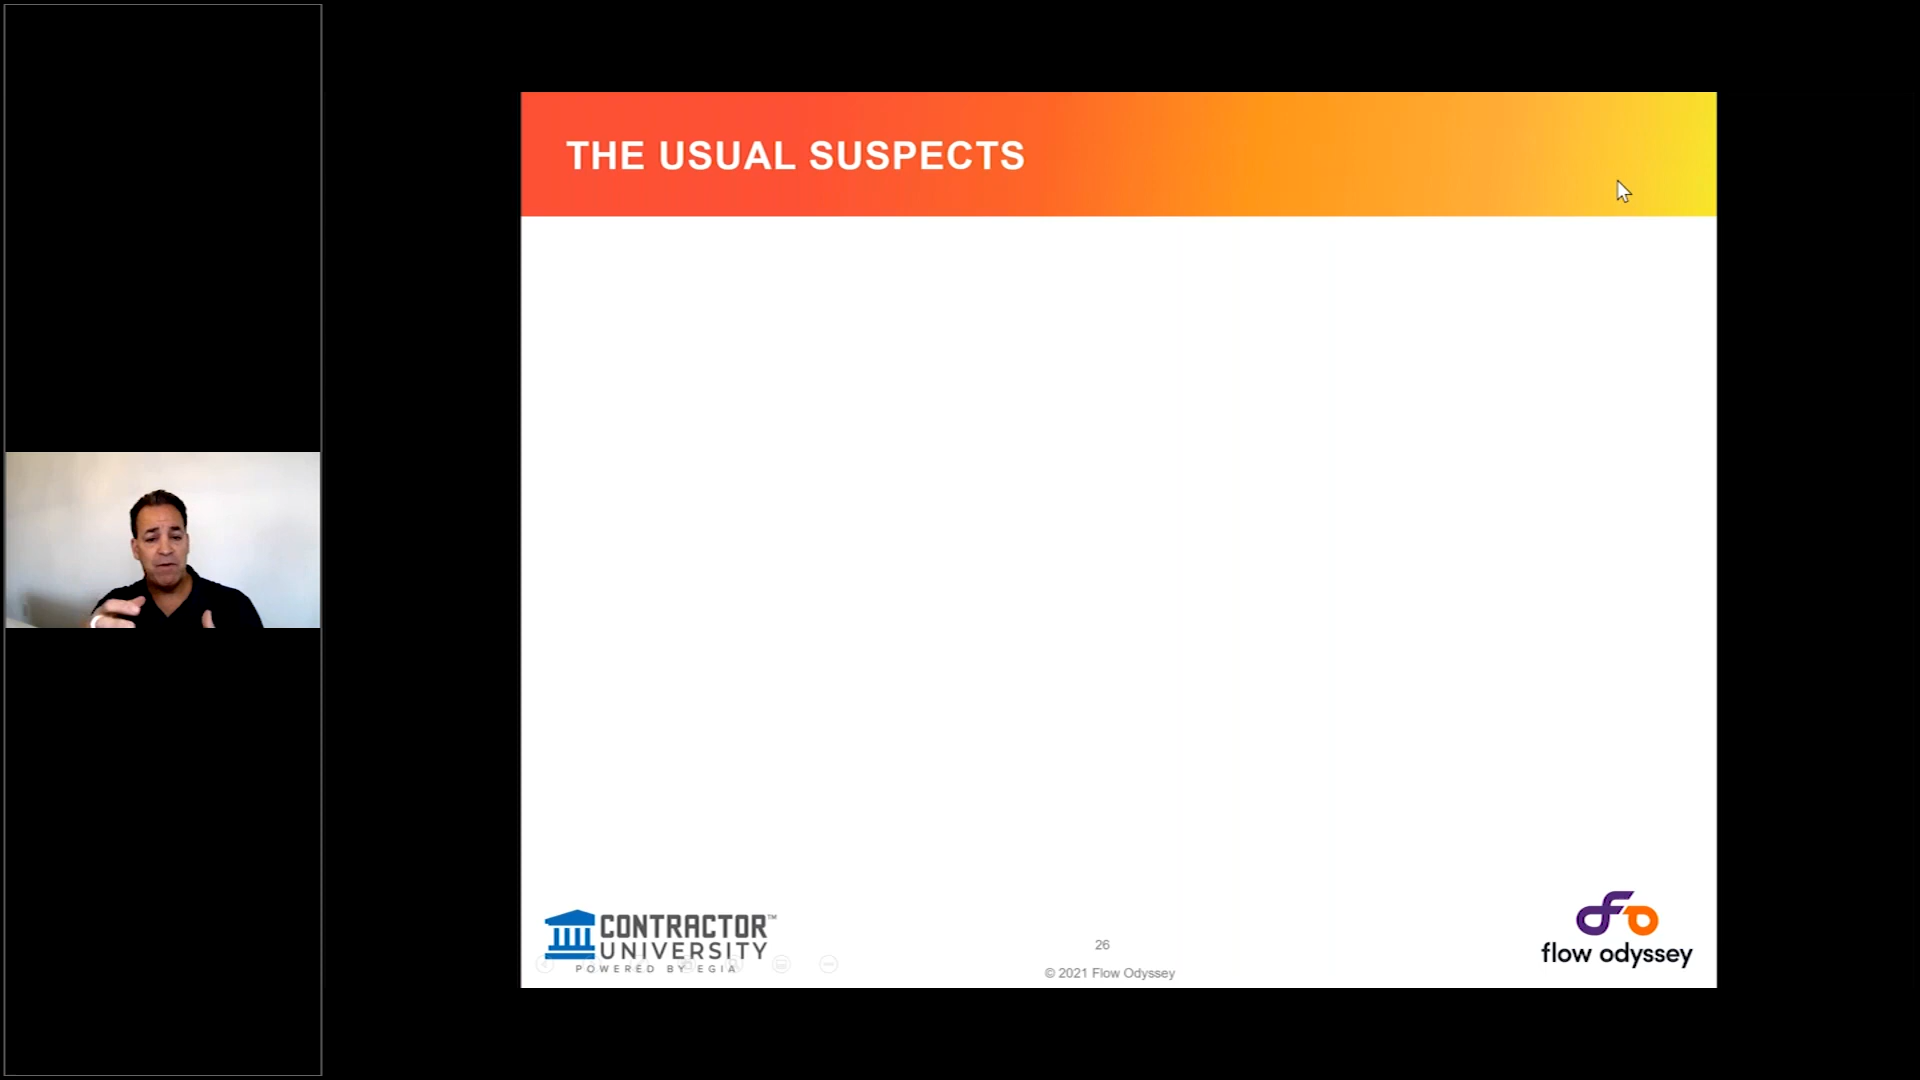 THE USUAL SUSPECTS
CONTRACTOR™
UNIVERSITY
POWERED BY EGIA
26
© 2021 Flow Odyssey
flow odyssey